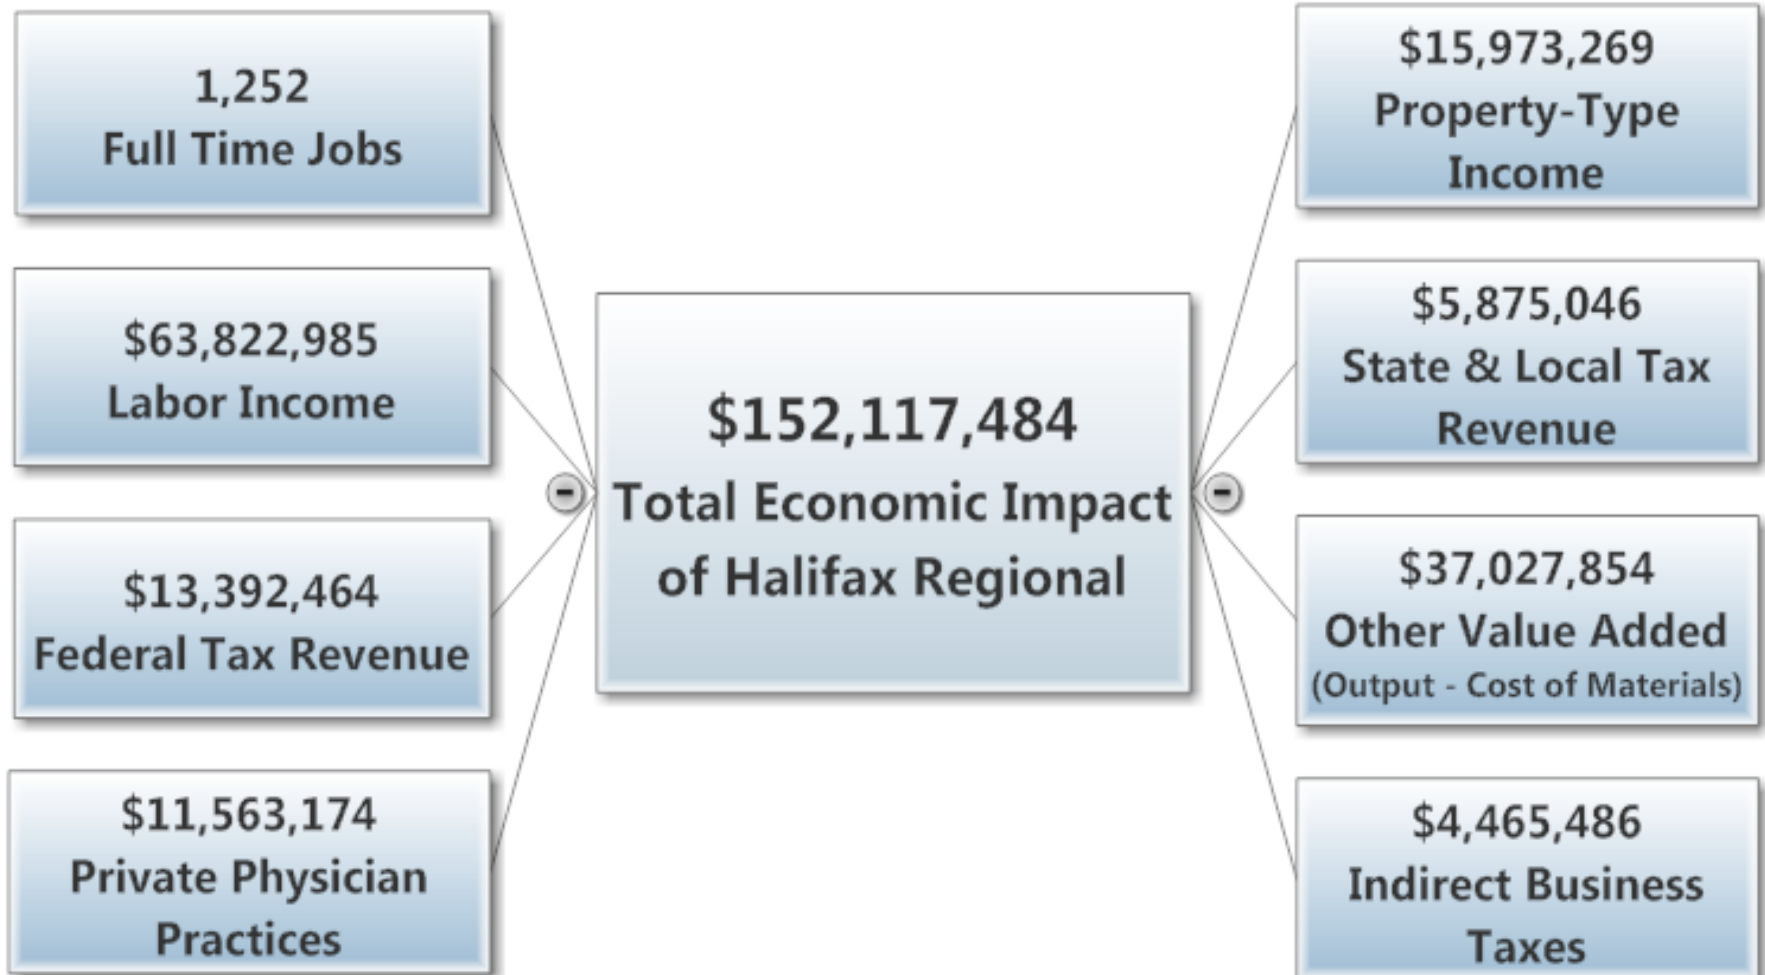 1,252
Full Time Jobs
$63,822,985
Labor Income
$13,392,464
Federal Tax Revenue
$11,563,174
Private Physician
Practices
$152,117,484
Total Economic Impact
of Halifax Regional
$15,973,269
Property-Type
Income
$5,875,046
State & Local Tax
Revenue
$37,027,854
Other Value Added
(Output - Cost of Materials)
$4,465,486
Indirect Business
Taxes